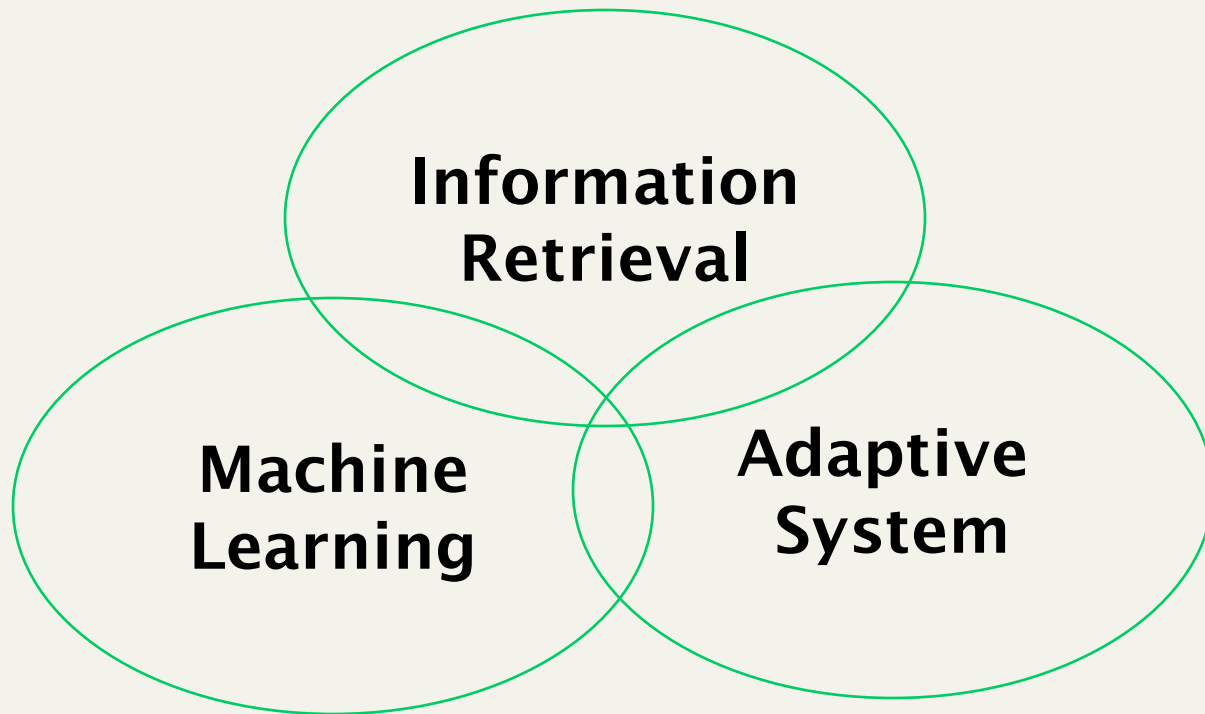 Information
Retrieval
Machine
Learning
Adaptive
System